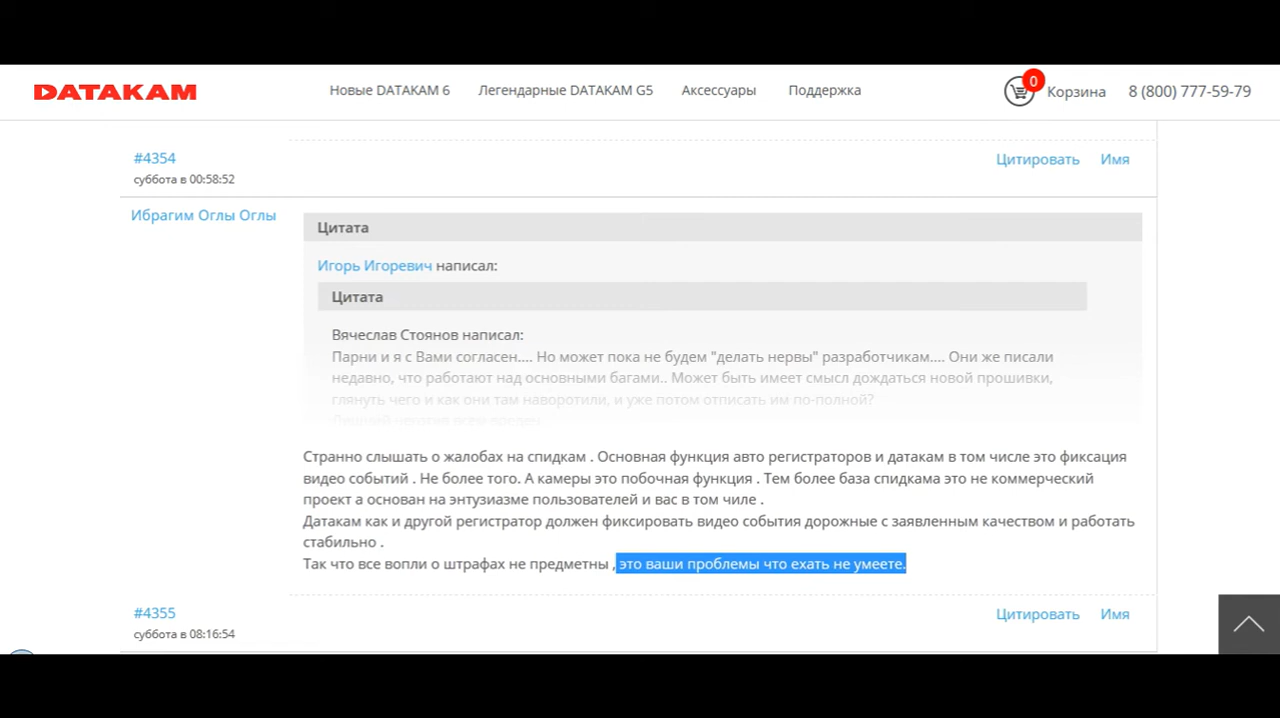 DATAKAM
Новые DATAKAM 6
Легендарные DATAKAM G5
Аксессуары
Поддержка
0
Корзина
8 (800) 777-59-79
#4354
суббота в 00:58:52
Цитировать
Имя
Ибрагим Оглы Оглы
Цитата
Игорь Игоревич написал:
Цитата
Вячеслав Стоянов написал:
Парни и я с Вами согласен.... Но может пока не будем "делать нервы" разработчикам.... Они же писали
недавно, что работают над основными багами.. Может быть имеет смысл дождаться новой прошивки,
глянуть чего и как они там наворотили, и уже потом отписать им по-полной?
Странно слышать о жалобах на спидкам . Основная функция авто регистраторов и датакам в том числе это фиксация
видео событий . Не более того. А камеры это побочная функция . Тем более база спидкама это не коммерческий
проект а основан на энтузиазме пользователей и вас в том чиле .
Датакам как и другой регистратор должен фиксировать видео события дорожные с заявленным качеством и работать
стабильно .
Так что все вопли о штрафах не предметны , это ваши проблемы что ехать не умеете.
#4355
суббота в 08:16:54
Цитировать
Имя